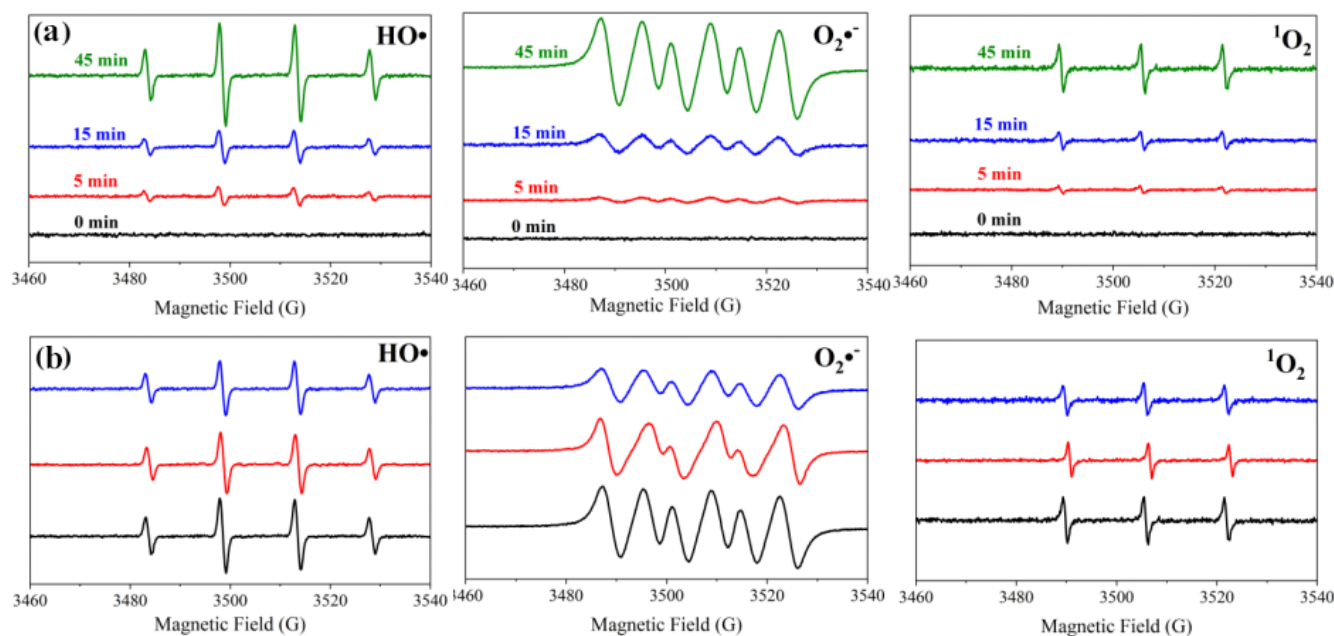 (a)
HO•
45 min
15 min
5 min
0 min
3460 3480 3500 3520 3540
Magnetic Field (G)
O₂•⁻
45 min
15 min
5 min
0 min
3460 3480 3500 3520 3540
Magnetic Field (G)
¹O₂
45 min
15 min
5 min
0 min
3460 3480 3500 3520 3540
Magnetic Field (G)
(b)
HO•
3460 3480 3500 3520 3540
Magnetic Field (G)
O₂•⁻
3460 3480 3500 3520 3540
Magnetic Field (G)
¹O₂
3460 3480 3500 3520 3540
Magnetic Field (G)